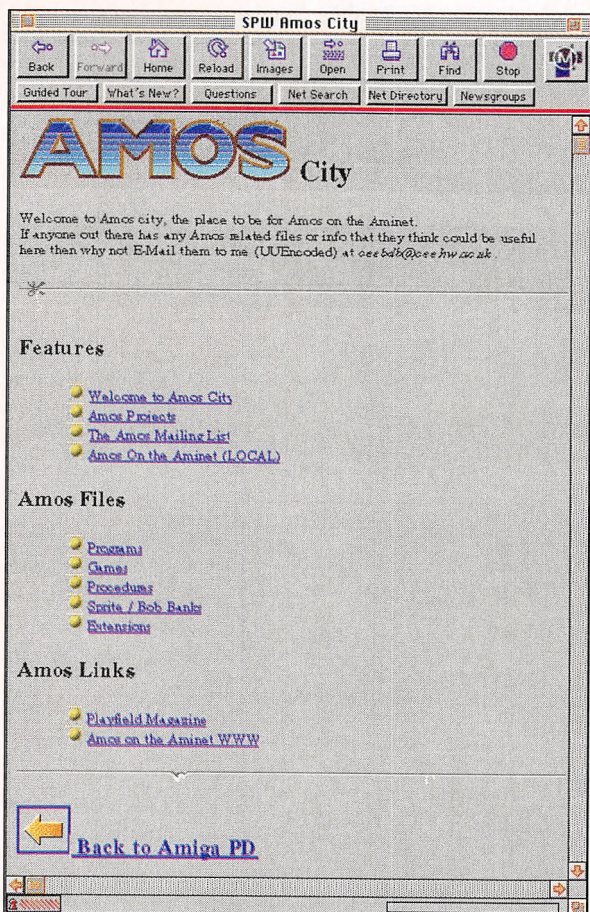 SPW Amos City
Back Forward Home Reload Images Open Print Find Stop
Guided Tour What's New? Questions Net Search Net Directory Newsgroups
AMOS City
Welcome to Amos city, the place to be for Amos on the Aminet.
If anyone out there has any Amos related files or info that they think could be useful
here then why not E-Mail them to me (UUEncoded) at
Features
Welcome to Amos City
Amos Projects
The Amos Mailing List
Amos On the Aminet (LOCAL)
Amos Files
Programs
Games
Procedures
Sprite / Bob Banks
Extensions
Amos Links
Playfield Magazine
Amos on the Aminet WWW
Back to Amiga PD